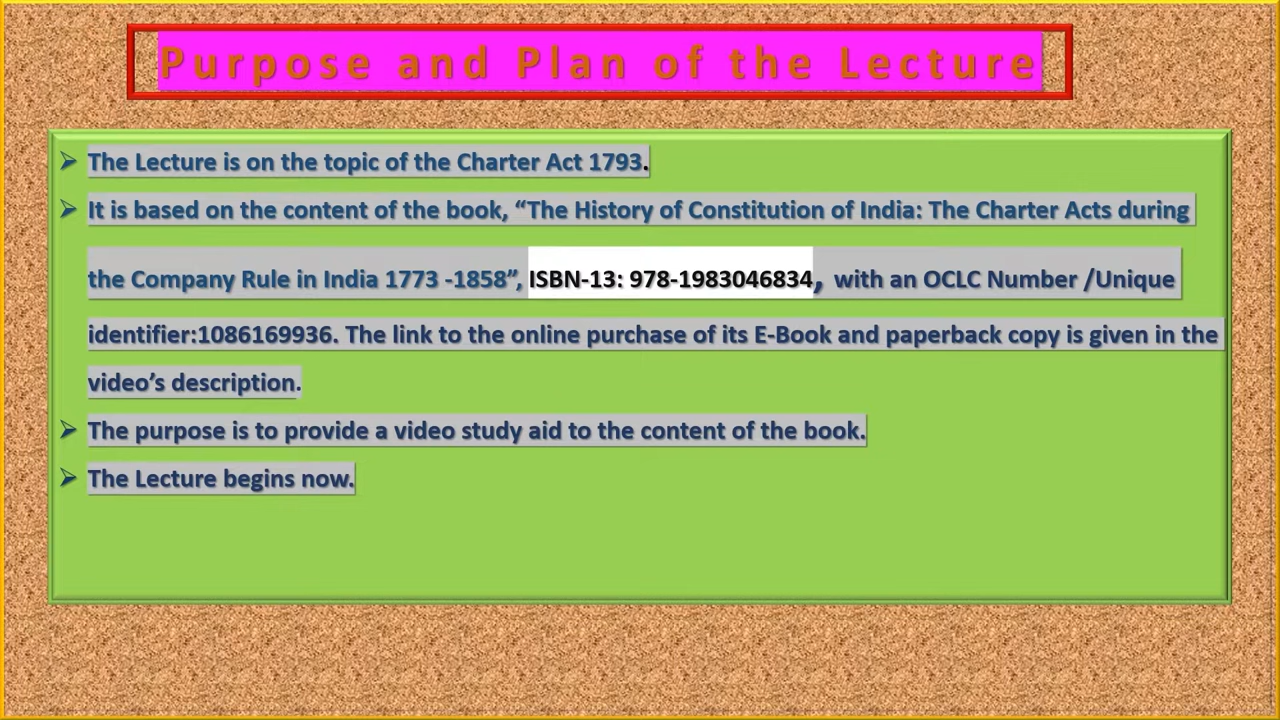 Purpose and Plan of the Lecture
➢ The Lecture is on the topic of the Charter Act 1793.
➢ It is based on the content of the book, “The History of Constitution of India: The Charter Acts during
the Company Rule in India 1773 -1858”, ISBN-13: 978-1983046834, with an OCLC Number /Unique
identifier:1086169936. The link to the online purchase of its E-Book and paperback copy is given in the
video’s description.
➢ The purpose is to provide a video study aid to the content of the book.
➢ The Lecture begins now.